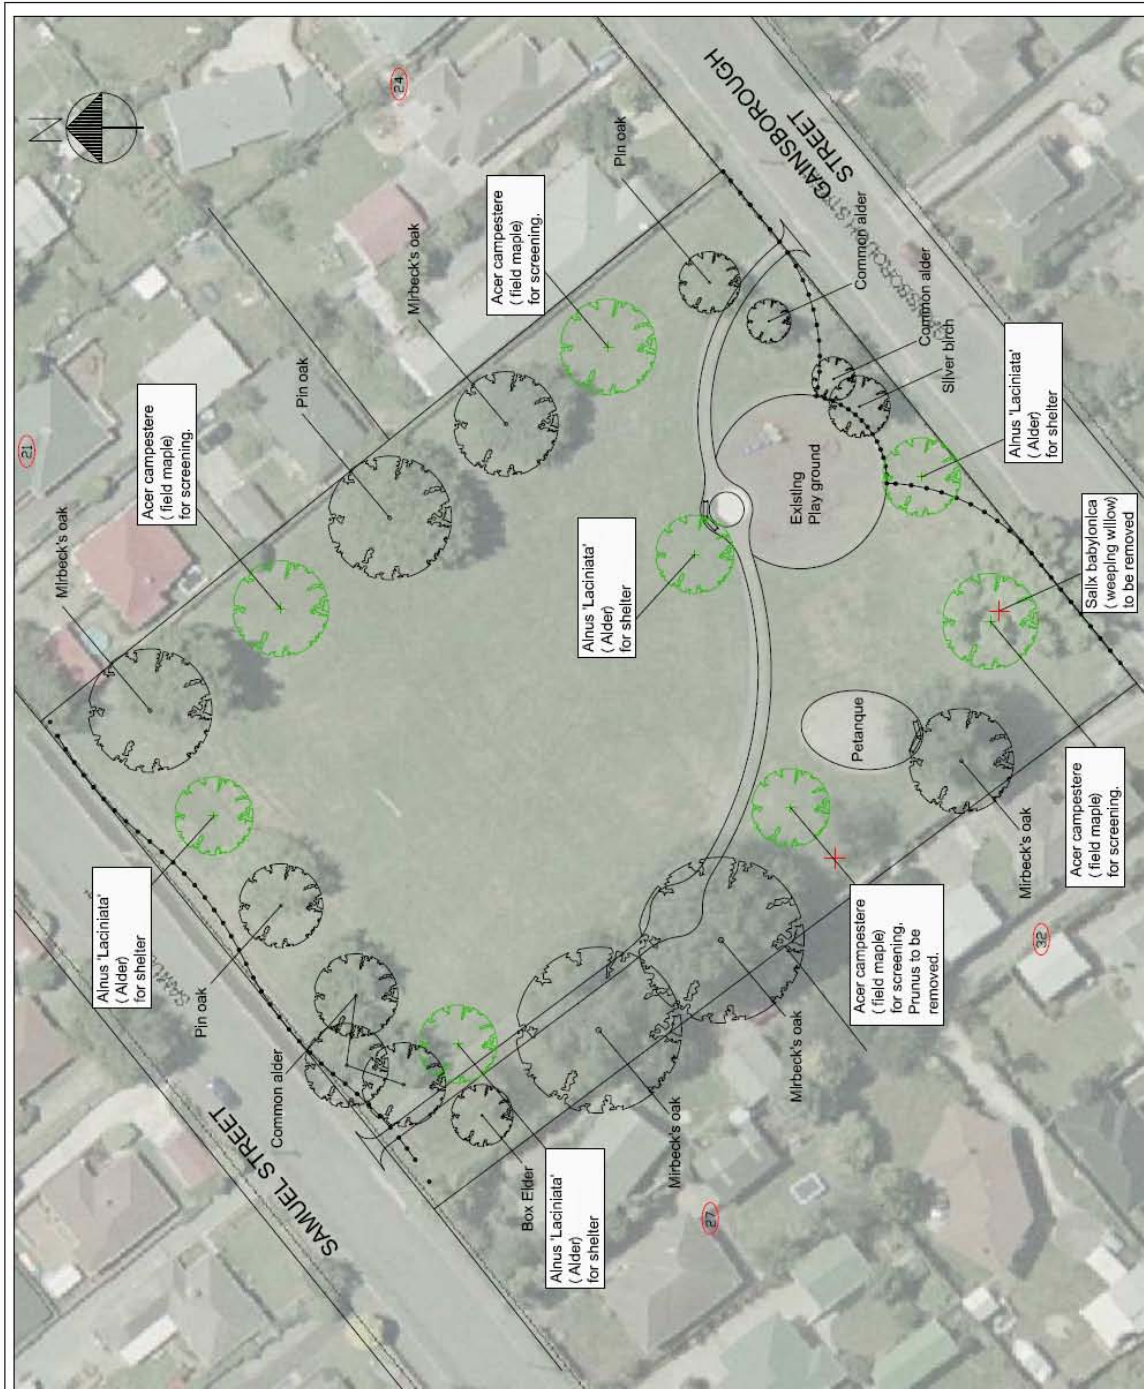 21
N
Mirbeck's oak
Alnus 'Laciniata'
( Alder)
for shelter
Acer campestere
( field maple)
for screening.
Pin oak
SAMUEL STREET
Common alder
Pin oak
24
Mirbeck's oak
Acer campestere
( field maple)
for screening.
Box Elder
Alnus 'Laciniata'
( Alder)
for shelter
Alnus 'Laciniata'
( Alder)
for shelter
Pin oak
Mirbeck's oak
27
GAINSBOROUGH
STREET
Mirbeck's oak
Existing
Play ground
Petanque
Common alder
Acer campestere
(field maple)
for screening.
Prunus to be
removed.
Common alder
Silver birch
Alnus 'Laciniata'
( Alder)
for shelter
Mirbeck's oak
32
Acer campestere
( field maple)
for screening.
Salix babylonica
( weeping willow)
to be removed